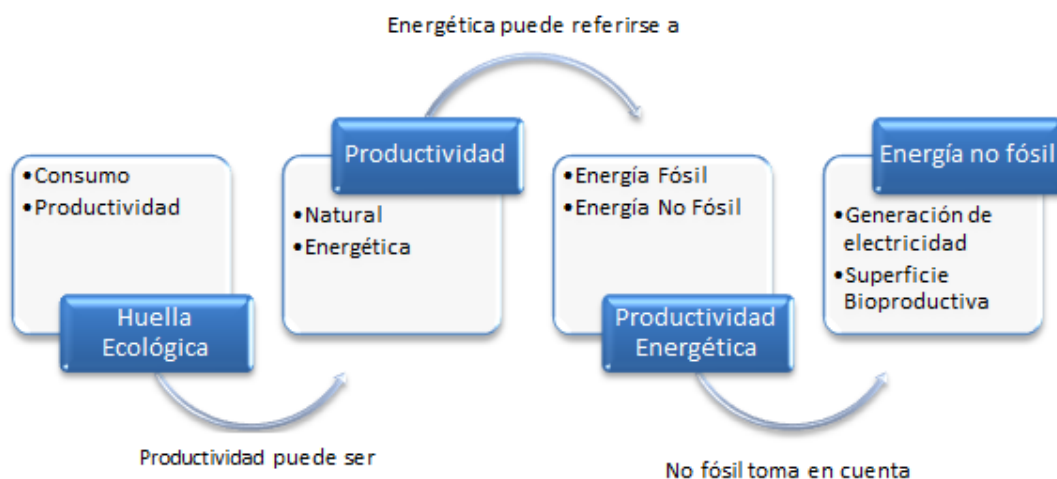 Energética puede referirse a
•Consumo
•Productividad
Huella
Ecológica
Productividad puede ser
Productividad
•Natural
•Energética
•Energía Fósil
•Energía No Fósil
Productividad
Energética
No fósil toma en cuenta
Energía no fósil
•Generación de
electricidad
•Superficie
Bioproductiva